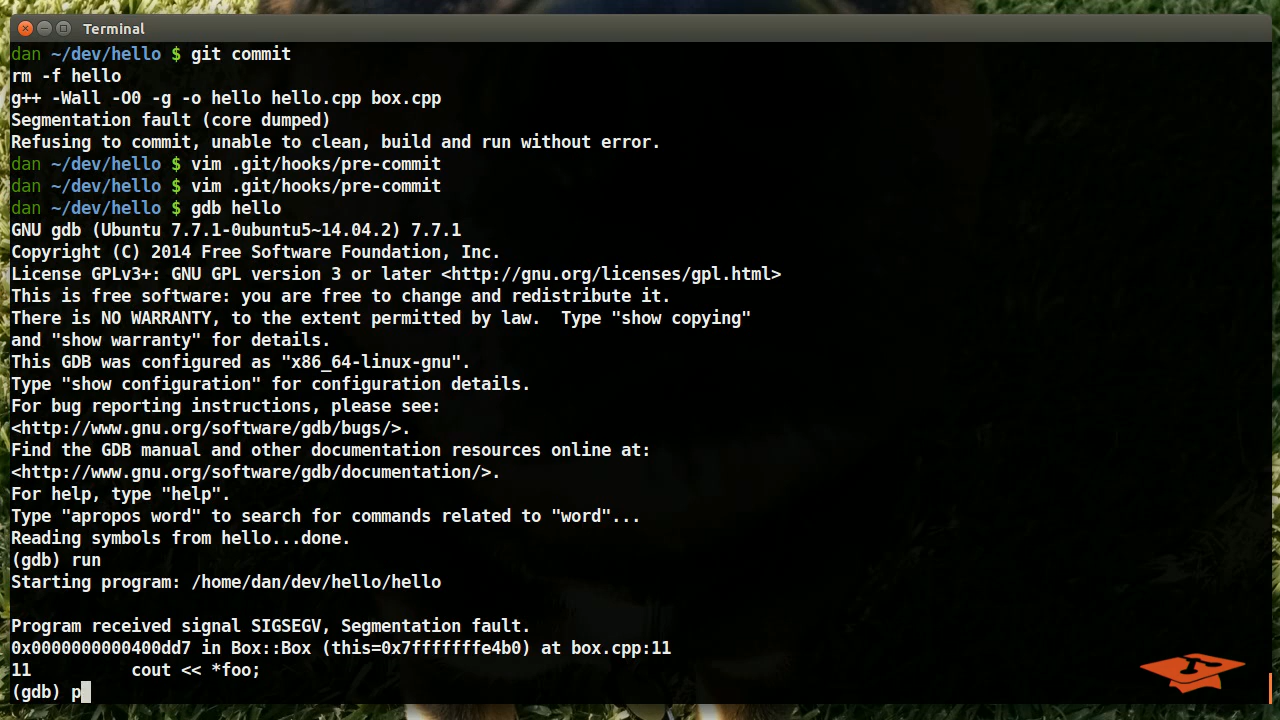 Terminal
dan ~/dev/hello $ git commit
rm -f hello
g++ -Wall -O0 -g -o hello hello.cpp box.cpp
Segmentation fault (core dumped)
Refusing to commit, unable to clean, build and run without error.
dan ~/dev/hello $ vim .git/hooks/pre-commit
dan ~/dev/hello $ vim .git/hooks/pre-commit
dan ~/dev/hello $ gdb hello
GNU gdb (Ubuntu 7.7.1-0ubuntu5~14.04.2) 7.7.1
Copyright (C) 2014 Free Software Foundation, Inc.
License GPLv3+: GNU GPL version 3 or later <http://gnu.org/licenses/gpl.html>
This is free software: you are free to change and redistribute it.
There is NO WARRANTY, to the extent permitted by law.  Type "show copying"
and "show warranty" for details.
This GDB was configured as "x86_64-linux-gnu".
Type "show configuration" for configuration details.
For bug reporting instructions, please see:
<http://www.gnu.org/software/gdb/bugs/>.
Find the GDB manual and other documentation resources online at:
<http://www.gnu.org/software/gdb/documentation/>.
For help, type "help".
Type "apropos word" to search for commands related to "word"...
Reading symbols from hello...done.
(gdb) run
Starting program: /home/dan/dev/hello/hello
Program received signal SIGSEGV, Segmentation fault.
0x0000000000400dd7 in Box::Box (this=0x7fffffffe4b0) at box.cpp:11
11          cout << *foo;
(gdb) p